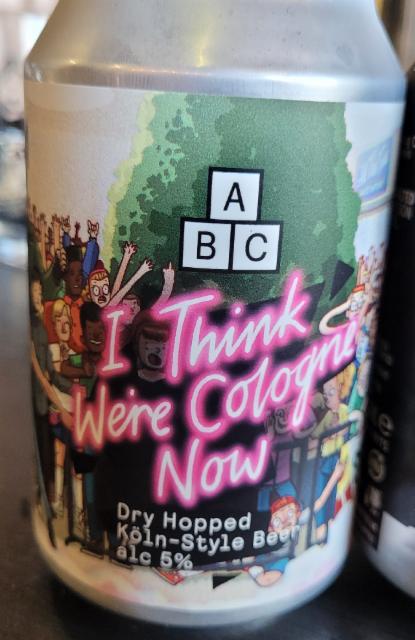 A
B C
I Think
We're Cologne
Now
Dry Hopped
Köln-Style Beer
alc 5%